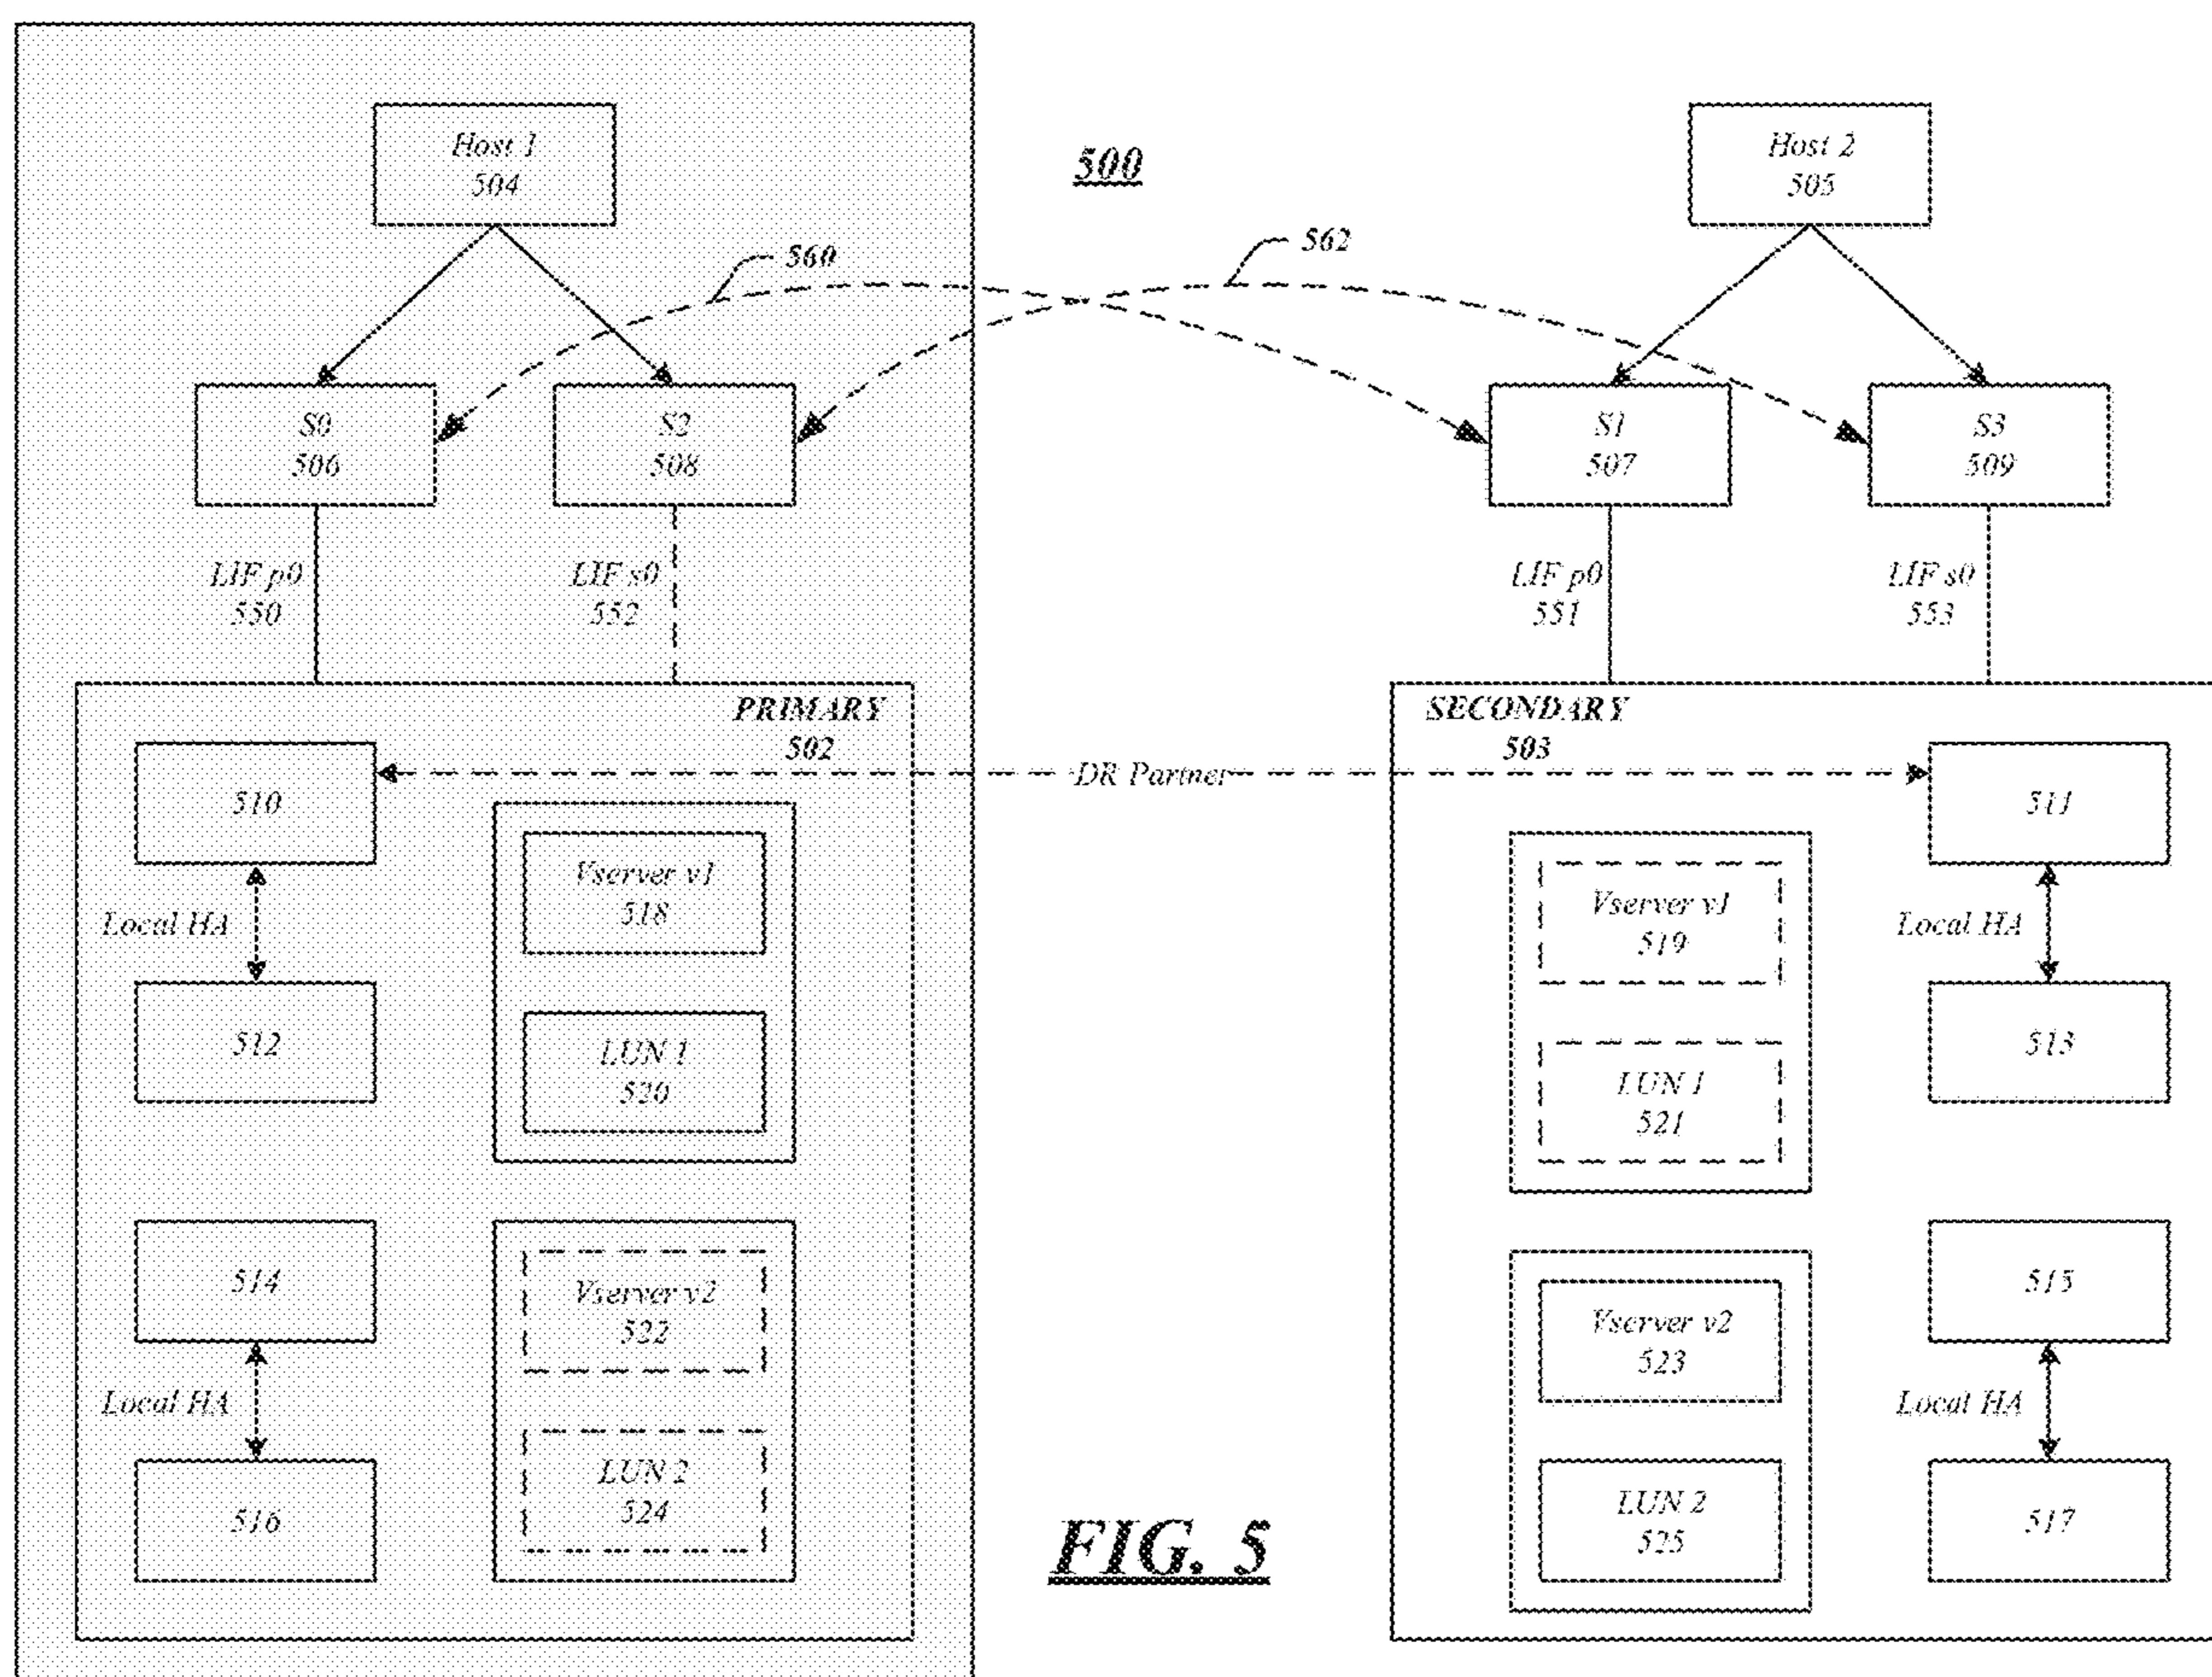 Host 1
504
500
Host 2
505
560
562
S0
506
S2
508
S1
507
S3
509
LIF p0
550
LIF s0
552
LIF p0
551
LIF s0
553
PRIMARY
502
SECONDARY
503
510
DR Partner
511
Vserver v1
518
Vserver v1
519
Local HA
Local HA
512
LUN 1
520
LUN 1
521
513
514
Vserver v2
522
Vserver v2
523
515
Local HA
Local HA
516
LUN 2
524
LUN 2
525
517
FIG. 5